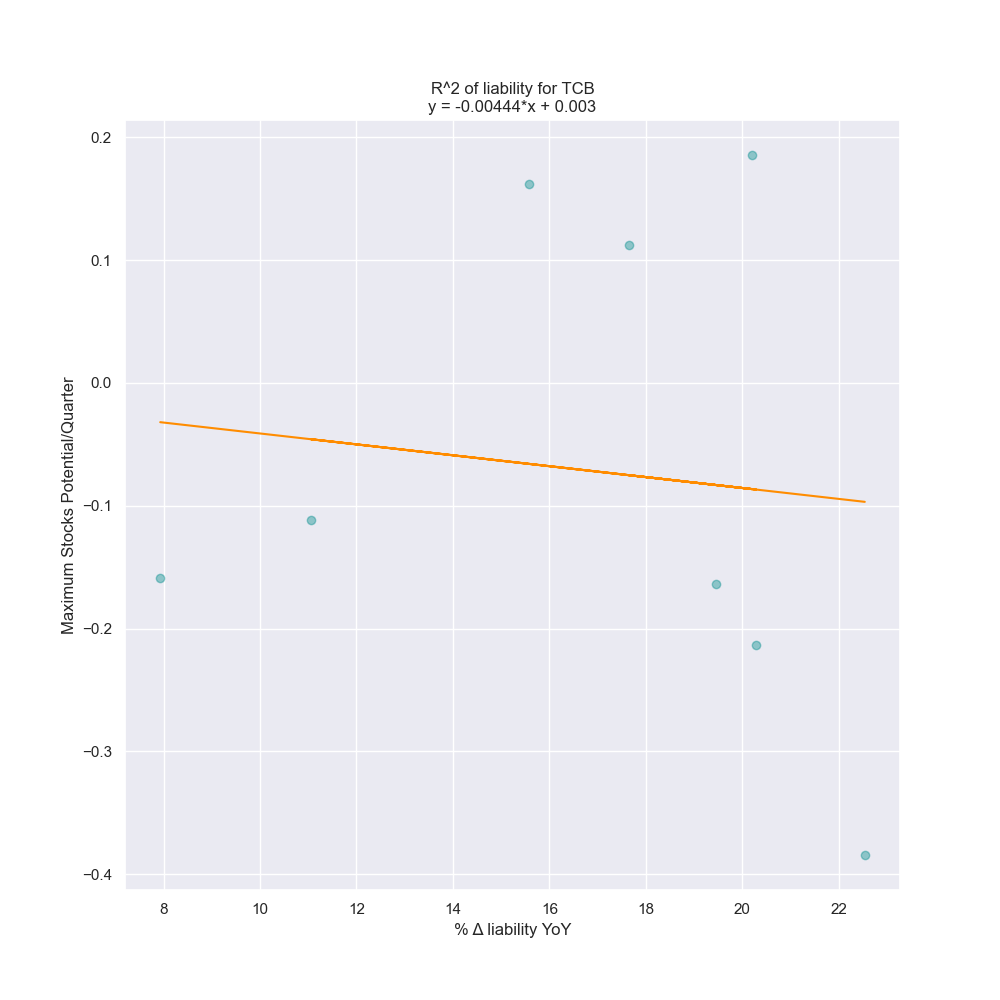 R^2 of liability for TCB
y = -0.00444*x + 0.003
0.2
0.1
0.0
−0.1
−0.2
−0.3
−0.4
Maximum Stocks Potential/Quarter
8 10 12 14 16 18 20 22
% Δ liability YoY